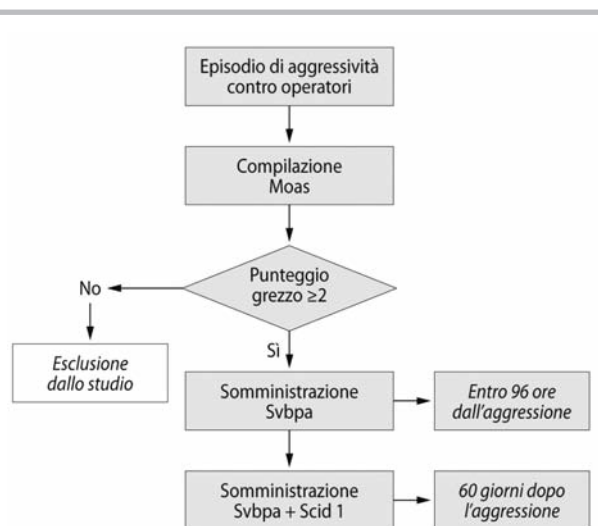 Episodio di aggressività
contro operatori
Compilazione
Moas
Punteggio
grezzo ≥2
No
Sì
Esclusione
dallo studio
Somministrazione
Svbpa
Entro 96 ore
dall'aggressione
Somministrazione
Svbpa + Scid 1
60 giorni dopo
l'aggressione